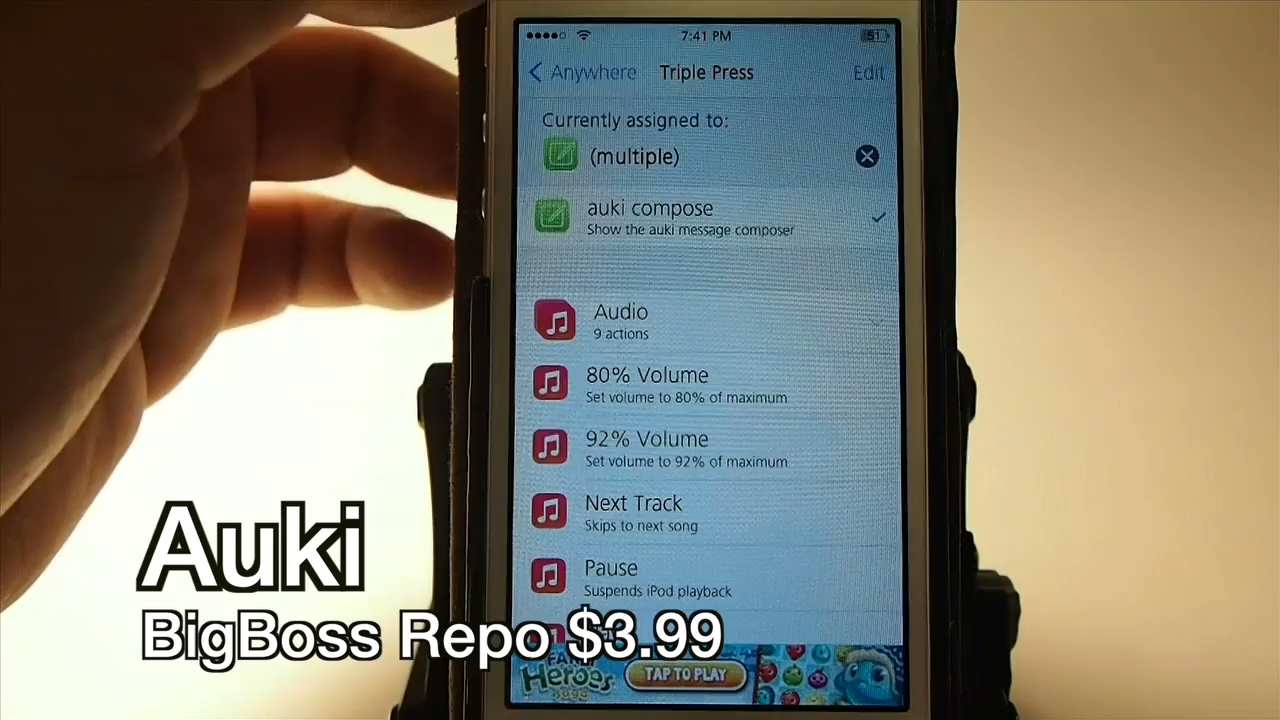 7:41 PM
51
Anywhere
Triple Press
Edit
Currently assigned to:
(multiple)
auki compose
Show the auki message composer
Audio
9 actions
80% Volume
Set volume to 80% of maximum
92% Volume
Set volume to 92% of maximum
Next Track
Skips to next song
Pause
Suspends iPod playback
Auki
BigBoss Repo $3.99
Heroes
TAP TO PLAY